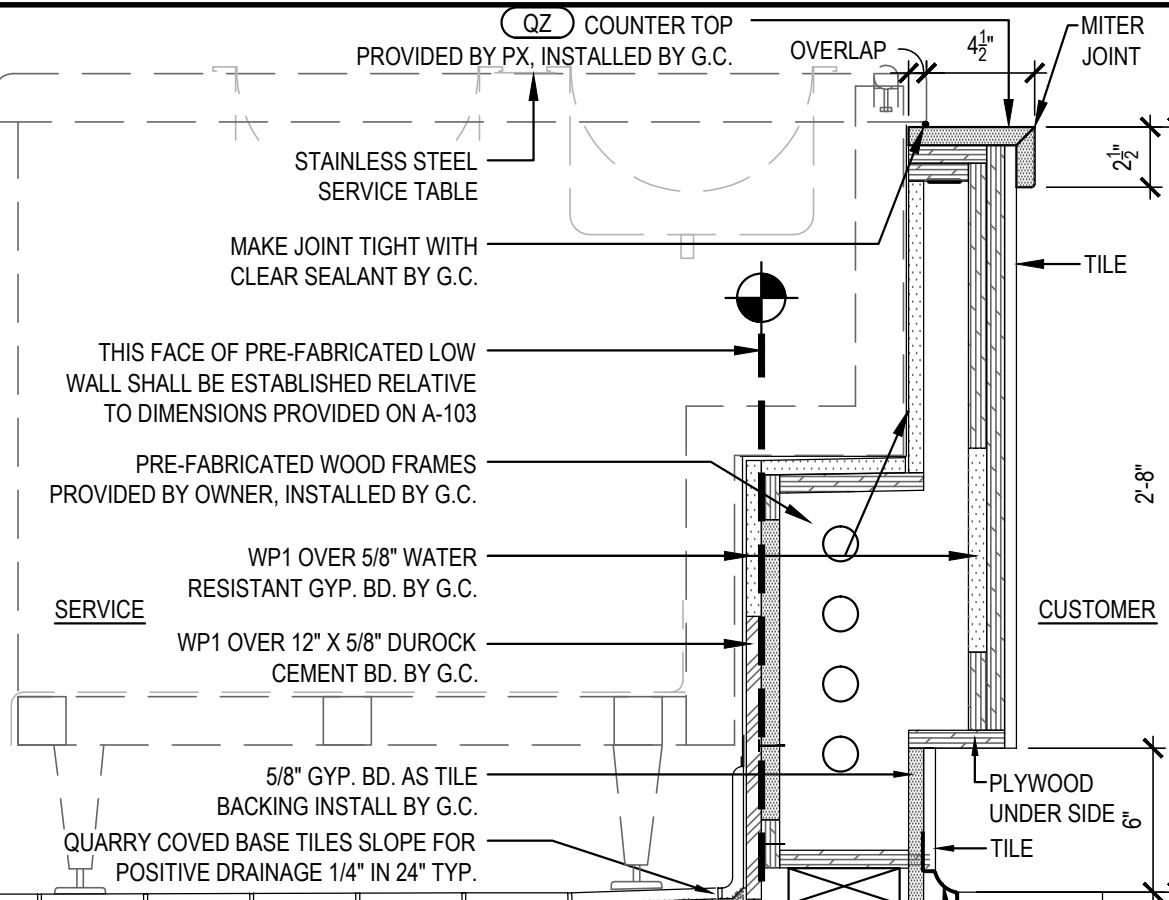 QZ COUNTER TOP
PROVIDED BY PX, INSTALLED BY G.C.
OVERLAP
4½"
MITER
JOINT
STAINLESS STEEL
SERVICE TABLE
2½"
MAKE JOINT TIGHT WITH
CLEAR SEALANT BY G.C.
TILE
THIS FACE OF PRE-FABRICATED LOW
WALL SHALL BE ESTABLISHED RELATIVE
TO DIMENSIONS PROVIDED ON A-103
PRE-FABRICATED WOOD FRAMES
PROVIDED BY OWNER, INSTALLED BY G.C.
2'-8"
WP1 OVER 5/8" WATER
RESISTANT GYP. BD. BY G.C.
SERVICE
CUSTOMER
WP1 OVER 12" X 5/8" DUROCK
CEMENT BD. BY G.C.
5/8" GYP. BD. AS TILE
BACKING INSTALL BY G.C.
PLYWOOD
UNDER SIDE
6"
QUARRY COVED BASE TILES SLOPE FOR
POSITIVE DRAINAGE 1/4" IN 24" TYP.
TILE